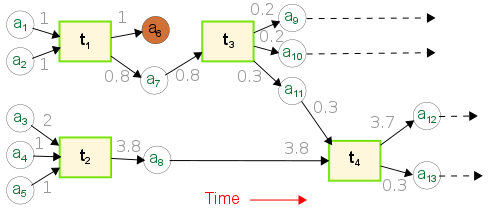 a1 1 t1 1 a6
a2 1 0.8 a7 0.8 t3
0.2 a9
0.2 a10
0.3 a11 0.3
a3 2
a4 1 t2 3.8 a8 3.8 t4
a5 1
3.7 a12
0.3 a13
Time